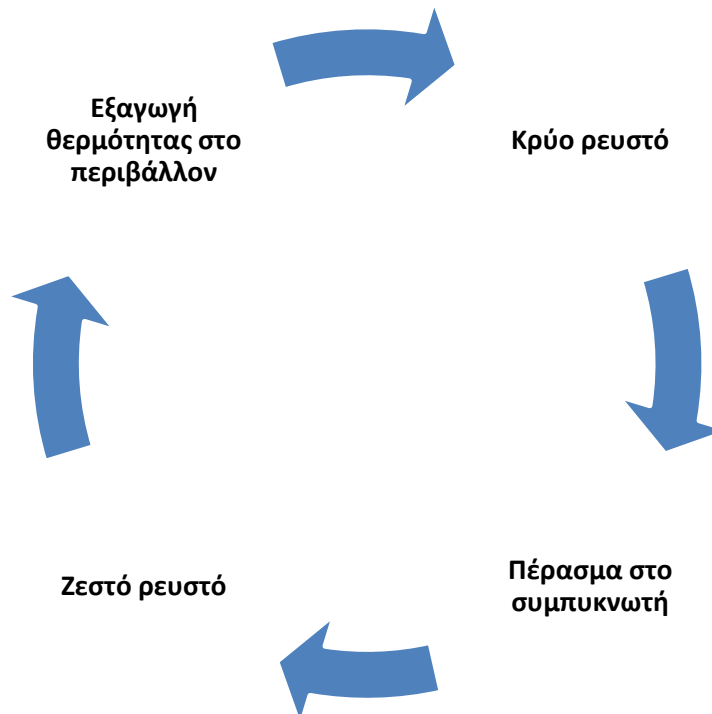 Εξαγωγή
θερμότητας στο
περιβάλλον
Κρύο ρευστό
Πέρασμα στο
συμπυκνωτή
Ζεστό ρευστό